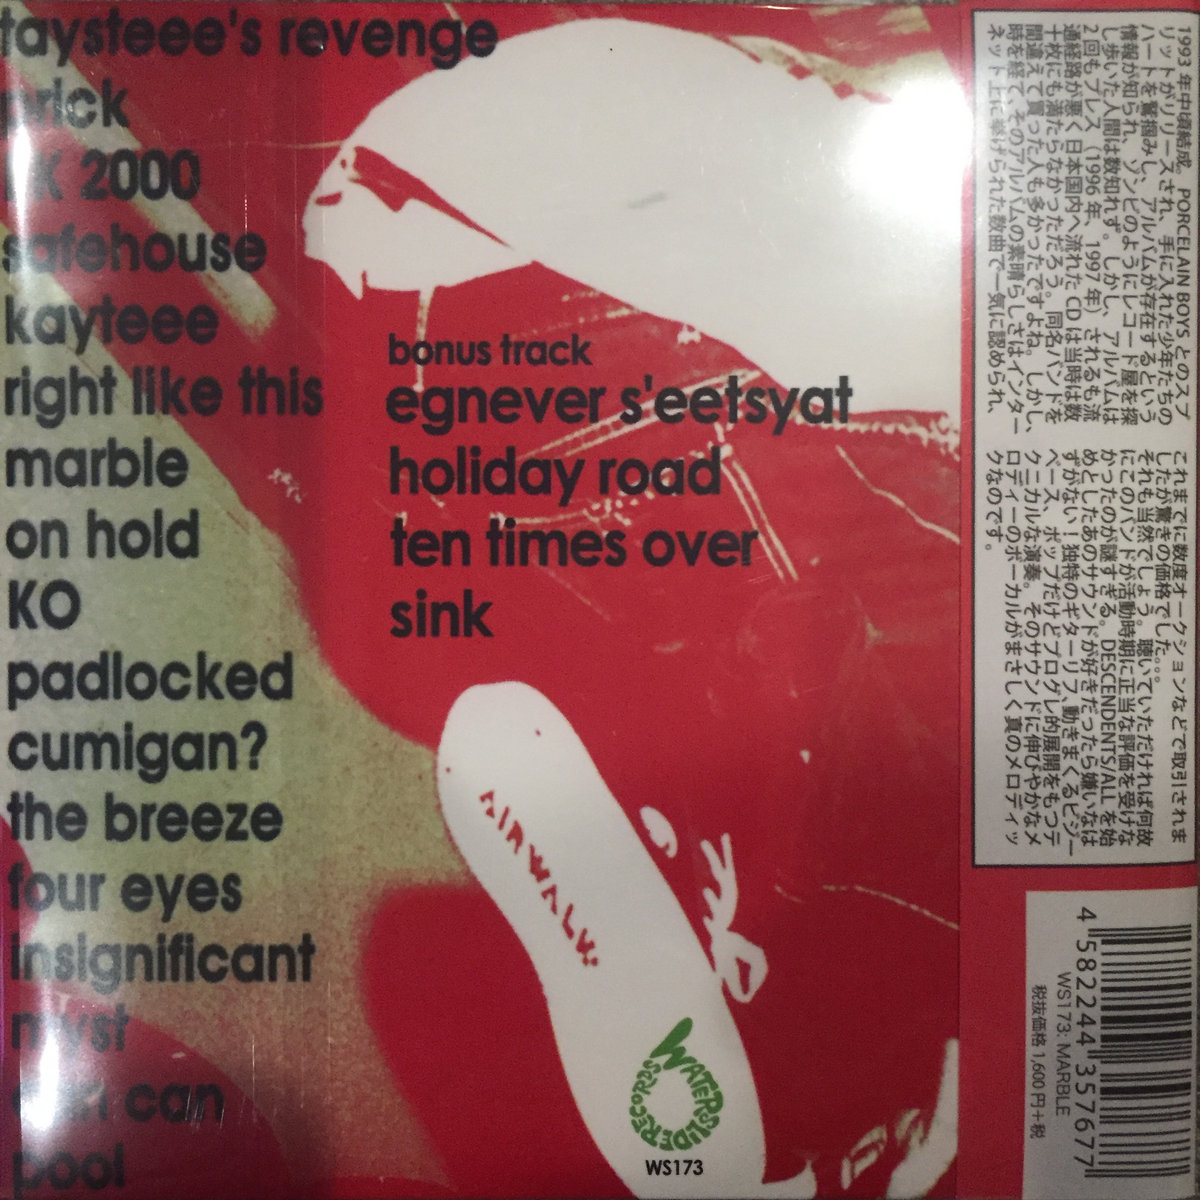 taysteee's revenge
prick
2000
safehouse
kayteee
right like this
marble
on hold
KO
padlocked
cumigan?
the breeze
four eyes
insignificant
myst
can
pool
bonus track
egnever s'eetsyat
holiday road
ten times over
sink
AIRWALK
WATERSLIDE RECORDS
WS173
1993年中頃結成。PORCELAIN BOYSとのスプ
リットがリリースされ、手に入れた少年たちの
ハートを鷲掴みし、アルバムが存在するという
情報が知られ、ゾンビのようにレコード屋を探
し歩いた人間は数知れず。しかし、アルバムは
2回もプレス（1996年、1997年）されるも流
通経路が悪く日本国内へ流れたCDは当時は数
十枚にも満たらなかっただろう。同名バンドを
間違えて買った人も多かったですよね。しかし、
時を経て、そのアルバムの素晴らしさはインター
ネット上に挙げられた数曲で一気に認められ、
これまでに数度オークションなどで取引されま
したが驚きの価格でした。。。
それも当然でしょう。聴いていただければ何故
にこのバンドが活動時期に正当な評価を受けな
かったのが謎すぎる。DESCENDENTS/ALLを始
めとしたあのサウンドが好きだったら嫌いなは
ずがない！独特のギターリフ、動きまくるビジー
ベース、ポップだけどプログレ的展開をもつテ
クニカルな演奏。そのサウンドに伸びやかなメ
ロディーのボーカルがまさしく真のメロディッ
クなのです。
4 582244 357677
WS173: MARBLE
税抜価格 1,600円+税